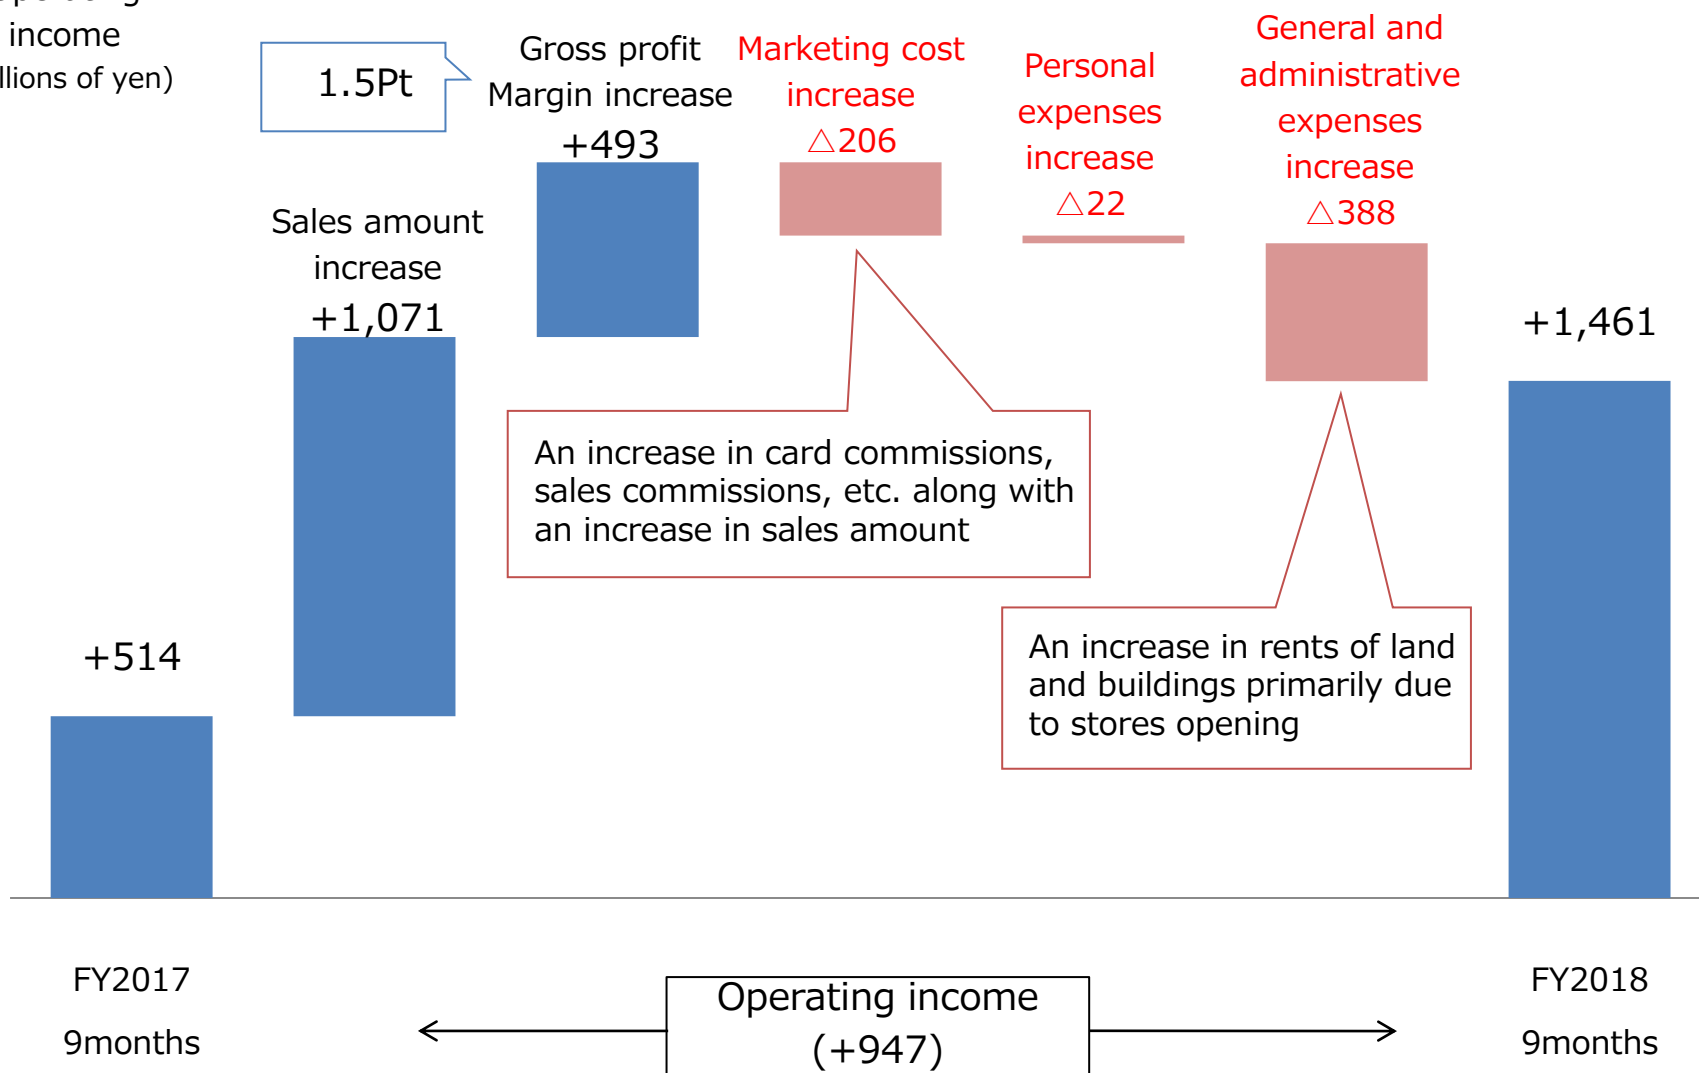 income
1.5Pt
Gross profit
Margin increase
+493
Marketing cost
increase
△206
Personal
expenses
increase
△22
General and
administrative
expenses
increase
△388
Sales amount
increase
+1,071
+1,461
An increase in card commissions,
sales commissions, etc. along with
an increase in sales amount
An increase in rents of land
and buildings primarily due
to stores opening
+514
FY2017
9months
Operating income
(+947)
FY2018
9months
of yen)